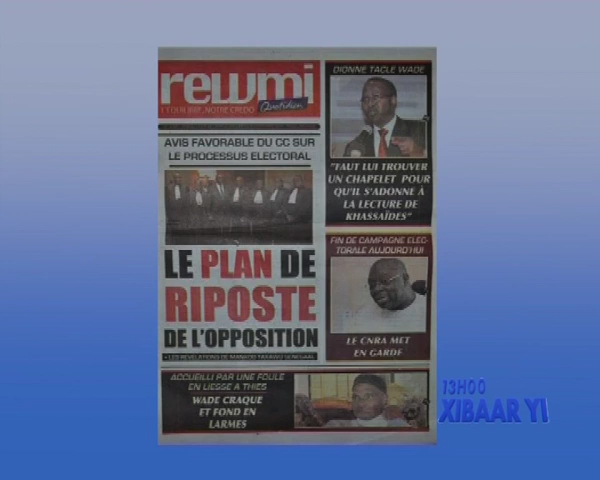 rewmi
Quotidien
AVIS FAVORABLE DU CC SUR
LE PROCESSUS ELECTORAL
LE PLAN DE
RIPOSTE
DE L'OPPOSITION
DIONNE TACLE WADE
"FAUT LUI TROUVER
UN CHAPELET POUR
QU'IL S'ADONNE À
LA LECTURE DE
KHASSAÏDES"
FIN DE CAMPAGNE ELEC-
TORALE AUJOURD'HUI
LE CNRA MET
EN GARDE
ACCUEILLI PAR UNE FOULE
EN LIESSE A THIES
WADE CRAQUE
ET FOND EN
LARMES
13H00
XIBAAR YI